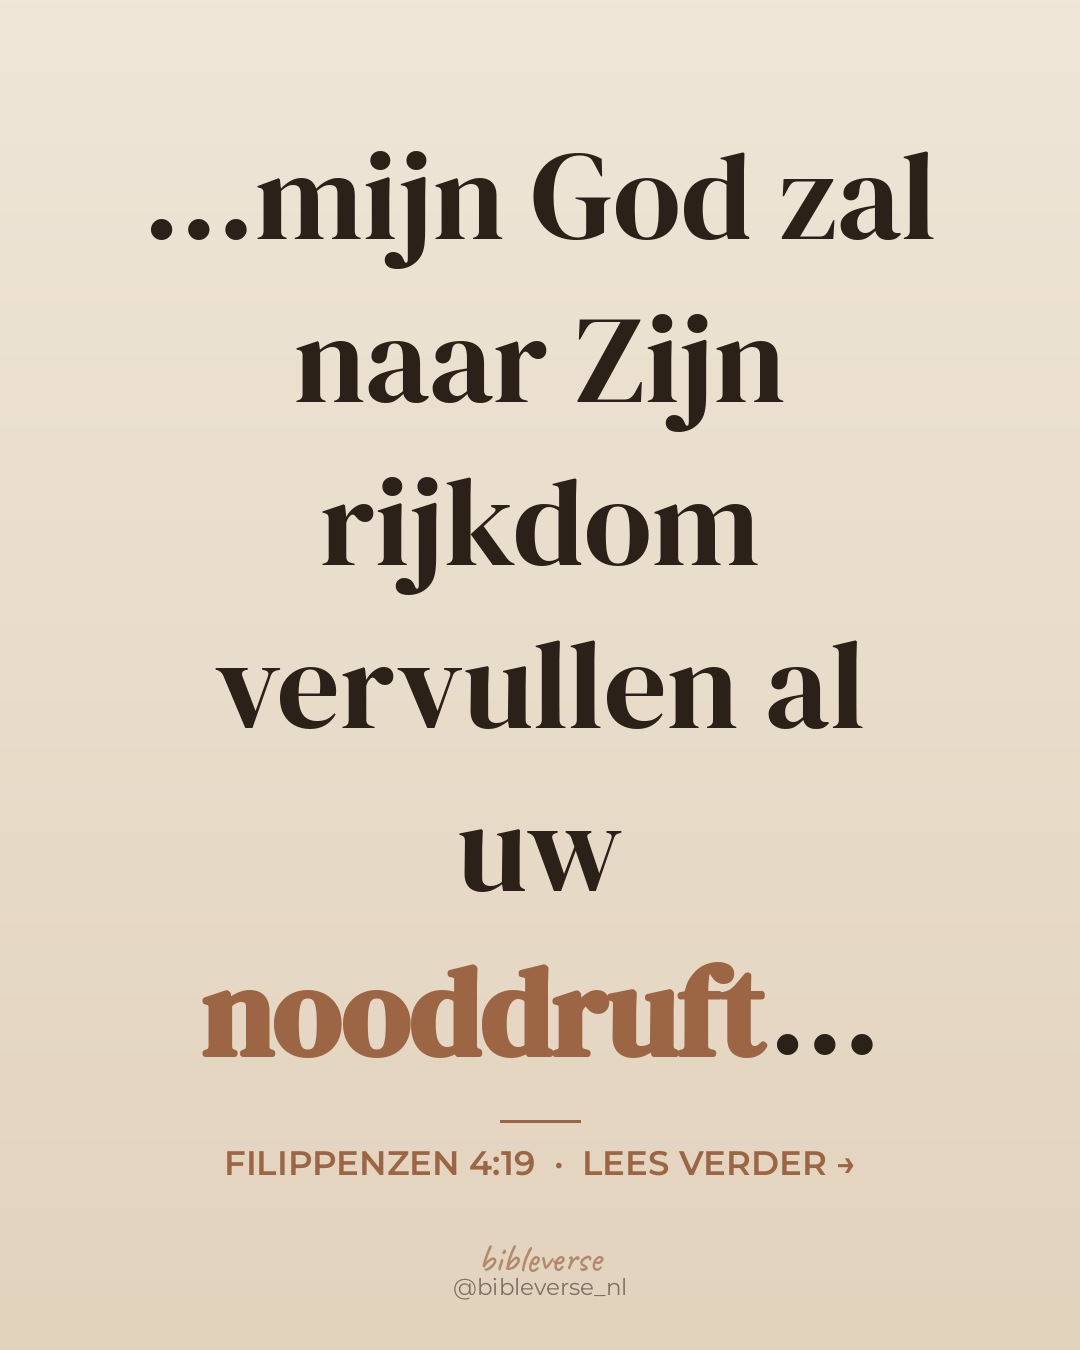 ...mijn God zal
naar Zijn
rijkdom
vervullen al
uw
nooddruft...
FILIPPENZEN 4:19 · LEES VERDER →
bibleverse
@bibleverse_nl